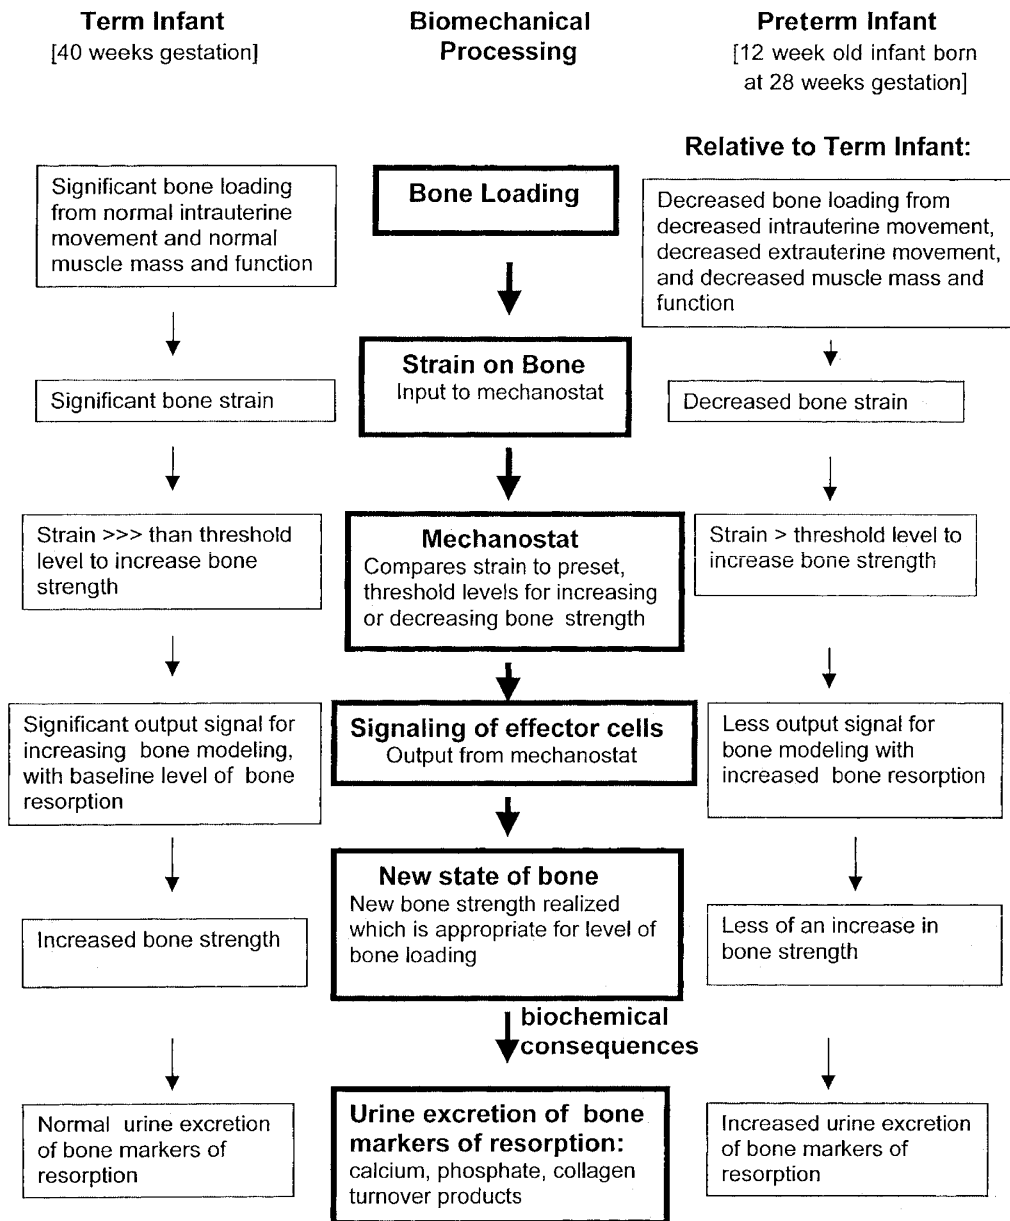 Term Infant
[40 weeks gestation]
Biomechanical
Processing
Preterm Infant
[12 week old infant born
at 28 weeks gestation]
Relative to Term Infant:
Significant bone loading
from normal intrauterine
movement and normal
muscle mass and function
Bone Loading
Decreased bone loading from
decreased intrauterine movement,
decreased extrauterine movement,
and decreased muscle mass and
function
Significant bone strain
Strain on Bone
Input to mechanostat
Decreased bone strain
Strain >>> than threshold
level to increase bone
strength
Mechanostat
Compares strain to preset,
threshold levels for increasing
or decreasing bone strength
Strain > threshold level to
increase bone strength
Significant output signal for
increasing bone modeling,
with baseline level of bone
resorption
Signaling of effector cells
Output from mechanostat
Less output signal for
bone modeling with
increased bone resorption
Increased bone strength
New state of bone
New bone strength realized
which is appropriate for level of
bone loading
Less of an increase in
bone strength
biochemical
consequences
Normal urine excretion
of bone markers of
resorption
Urine excretion of bone
markers of resorption:
calcium, phosphate, collagen
turnover products
Increased urine excretion
of bone markers of
resorption